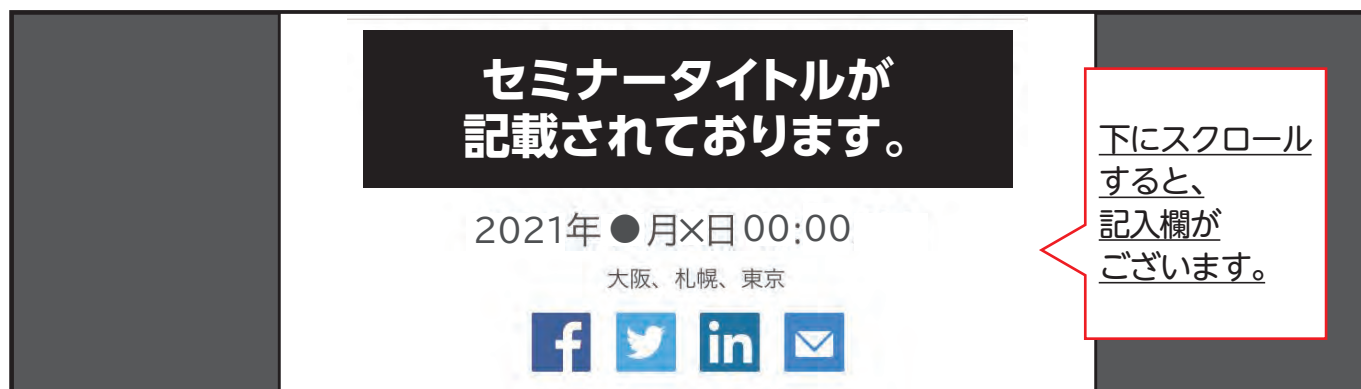 セミナータイトルが
記載されております。
2021年●月×日00:00
大阪、札幌、東京
f
in
下にスクロール
すると、
記入欄が
ございます。